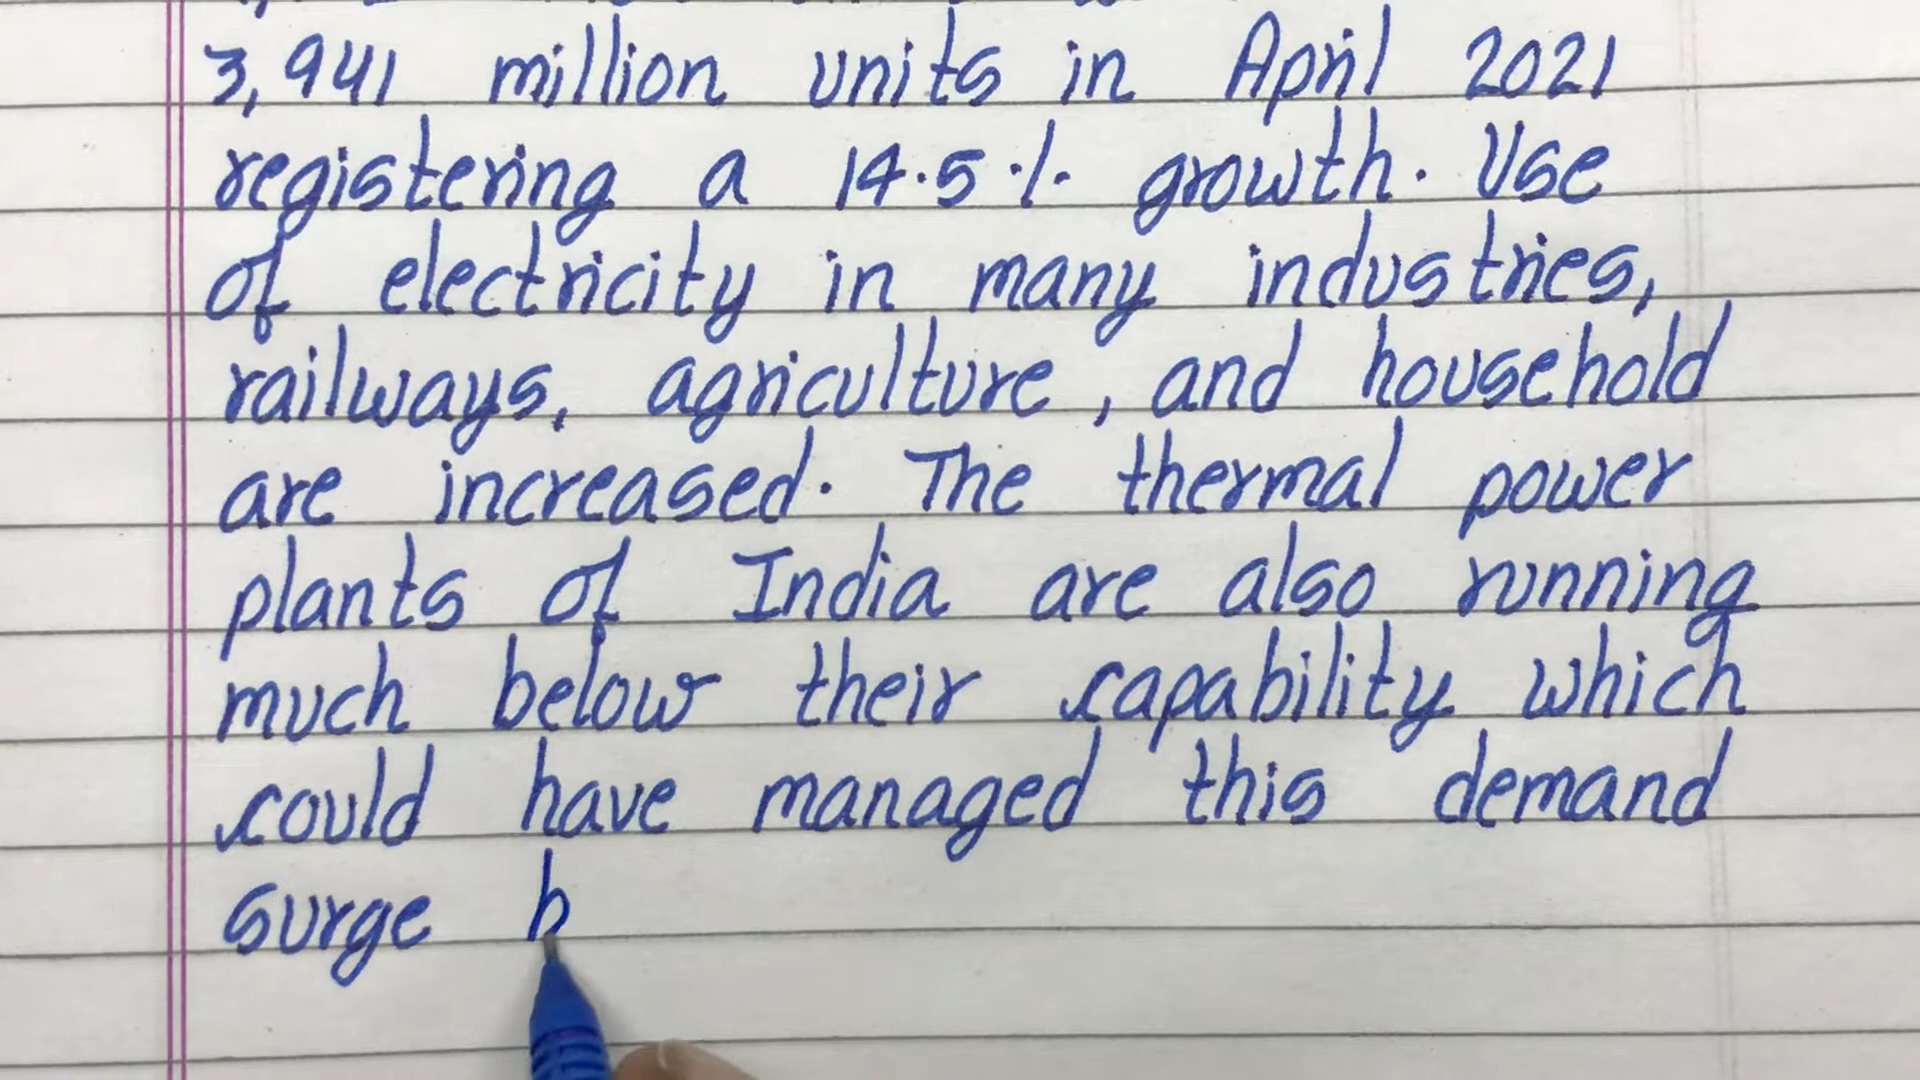 3,941 million units in April 2021
registering a 14.5% growth. Use
of electricity in many industries,
railways, agriculture, and household
are increased. The thermal power
plants of India are also running
much below their capability which
could have managed this demand
surge b